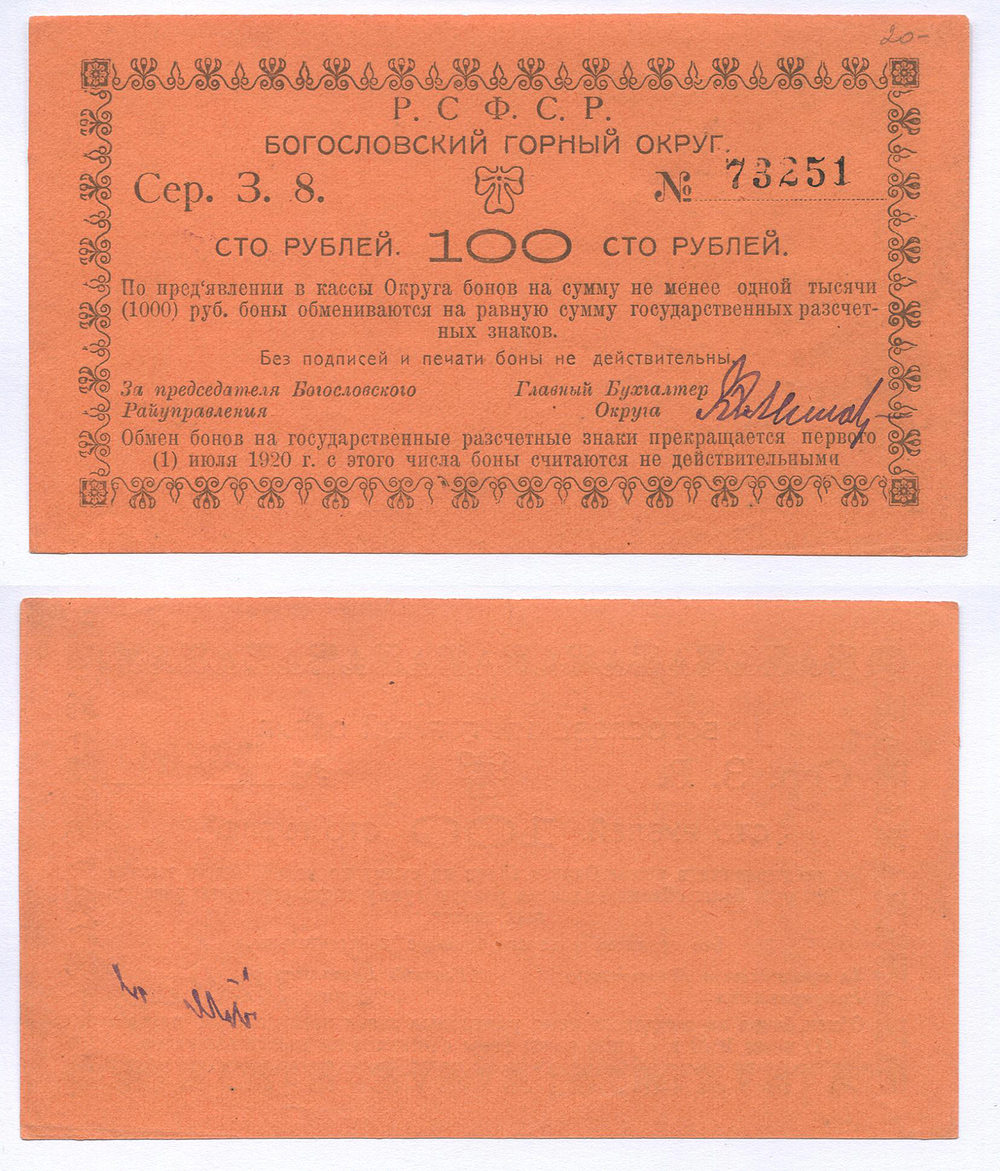 20-
Р. С Ф. С. Р.
БОГОСЛОВСКИЙ ГОРНЫЙ ОКРУГ.
Сер. З. 8. № 73251
СТО РУБЛЕЙ. 100 СТО РУБЛЕЙ.
По пред‘явлении в кассы Округа бонов на сумму не менее одной тысячи
(1000) руб. боны обмениваются на равную сумму государственных разсчет-
ных знаков.
Без подписей и печати боны не действительны.
За председателя Богословского Главный Бухгалтер
Райуправления Округа
Обмен бонов на государственные разсчетные знаки прекращается первого
(1) июля 1920 г. с этого числа боны считаются не действительными